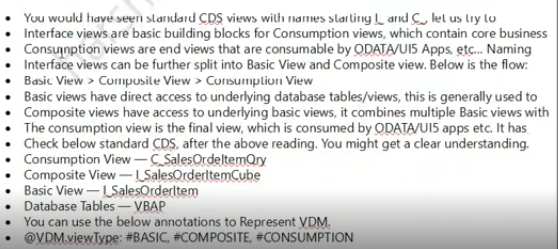 • You would have seen standard CDS views with names starting I_ and C_, let us try to
• Interface views are basic building blocks for Consumption views, which contain core business
• Consumption views are end views that are consumable by ODATA/UI5 Apps, etc... Naming
• Interface views can be further split into Basic View and Composite view. Below is the flow:
• Basic View > Composite View > Consumption View
• Basic views have direct access to underlying database tables/views, this is generally used to
• Composite views have access to underlying basic views, it combines multiple Basic views with
• The consumption view is the final view, which is consumed by ODATA/UI5 apps etc. It has
• Check below standard CDS, after the above reading. You might get a clear understanding.
• Consumption View — C_SalesOrdeItemQry
• Composite View — I_SalesOrderItemCube
• Basic View — I_SalesOrderItem
• Database Tables — VBAP
• You can use the below annotations to Represent VDM,
• @VDM.viewType: #BASIC, #COMPOSITE, #CONSUMPTION